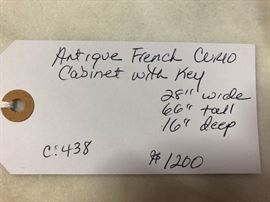 Antique French Curio
Cabinet with Key
28" wide
66" tall
16" deep
C:438
$1200